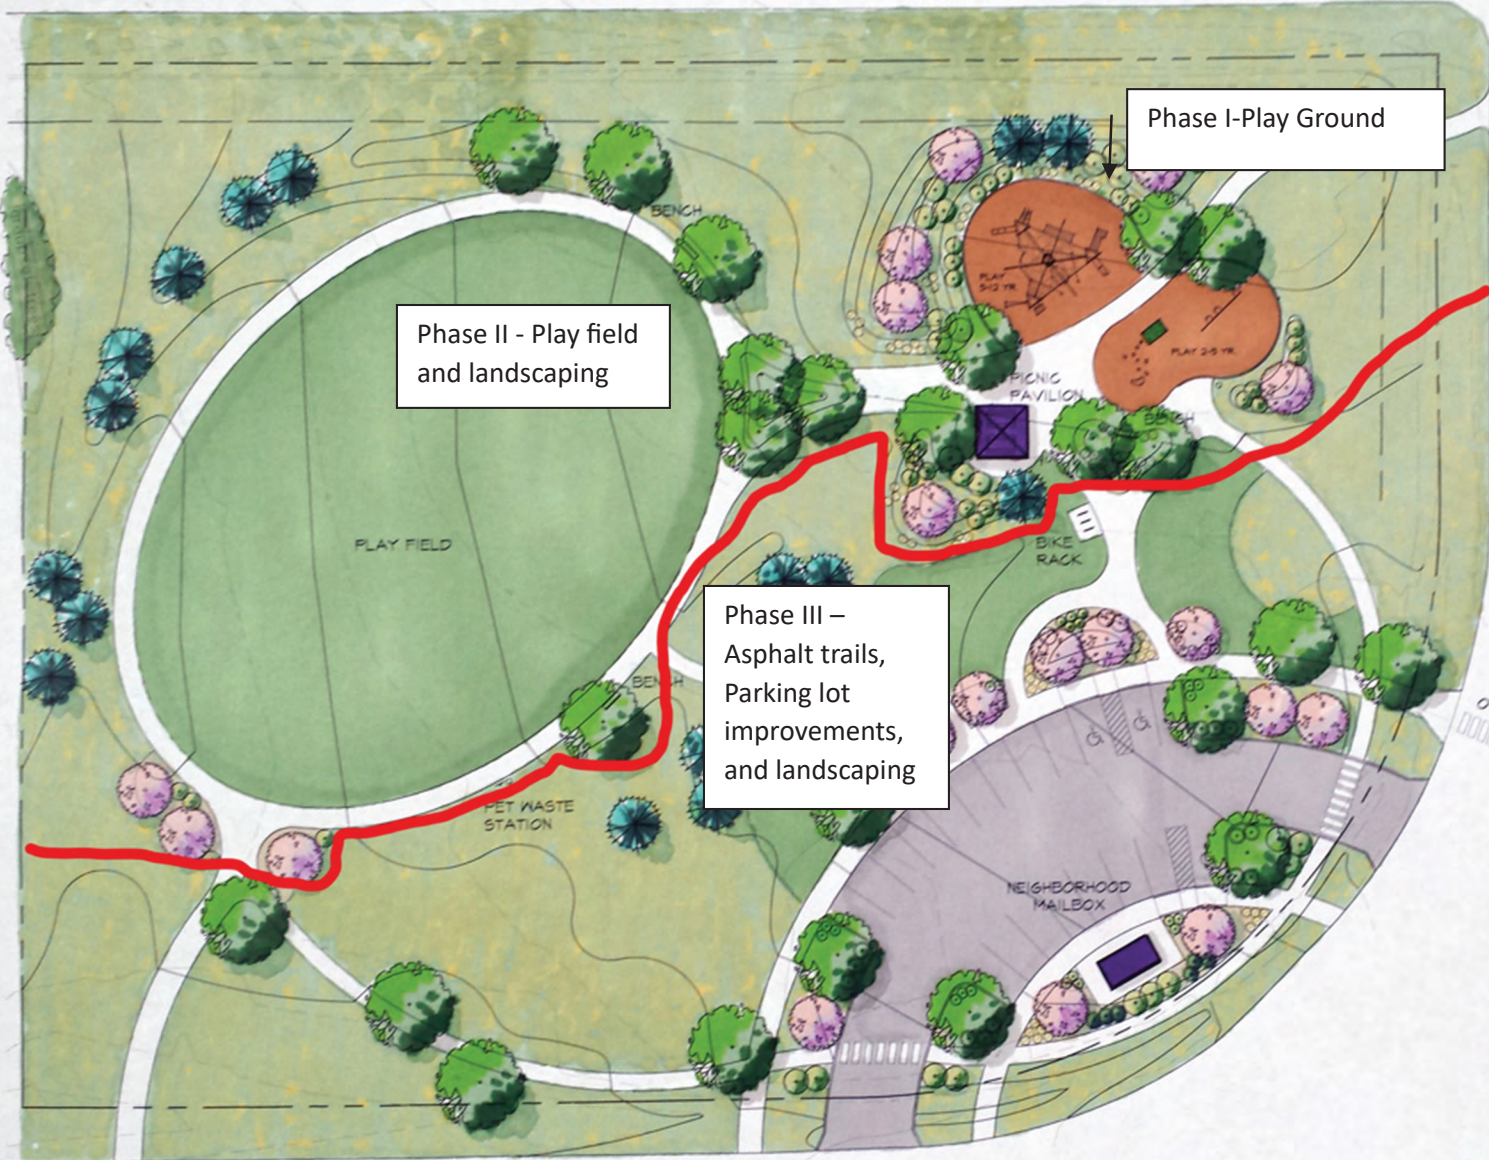 Phase I-Play Ground
BENCH
PLAY
5-12 YR.
Phase II - Play field
and landscaping
PLAY 2-5 YR.
PICNIC
PAVILION
BENCH
PLAY FIELD
BIKE
RACK
Phase III –
Asphalt trails,
Parking lot
improvements,
and landscaping
BENCH
PET WASTE
STATION
NEIGHBORHOOD
MAILBOX